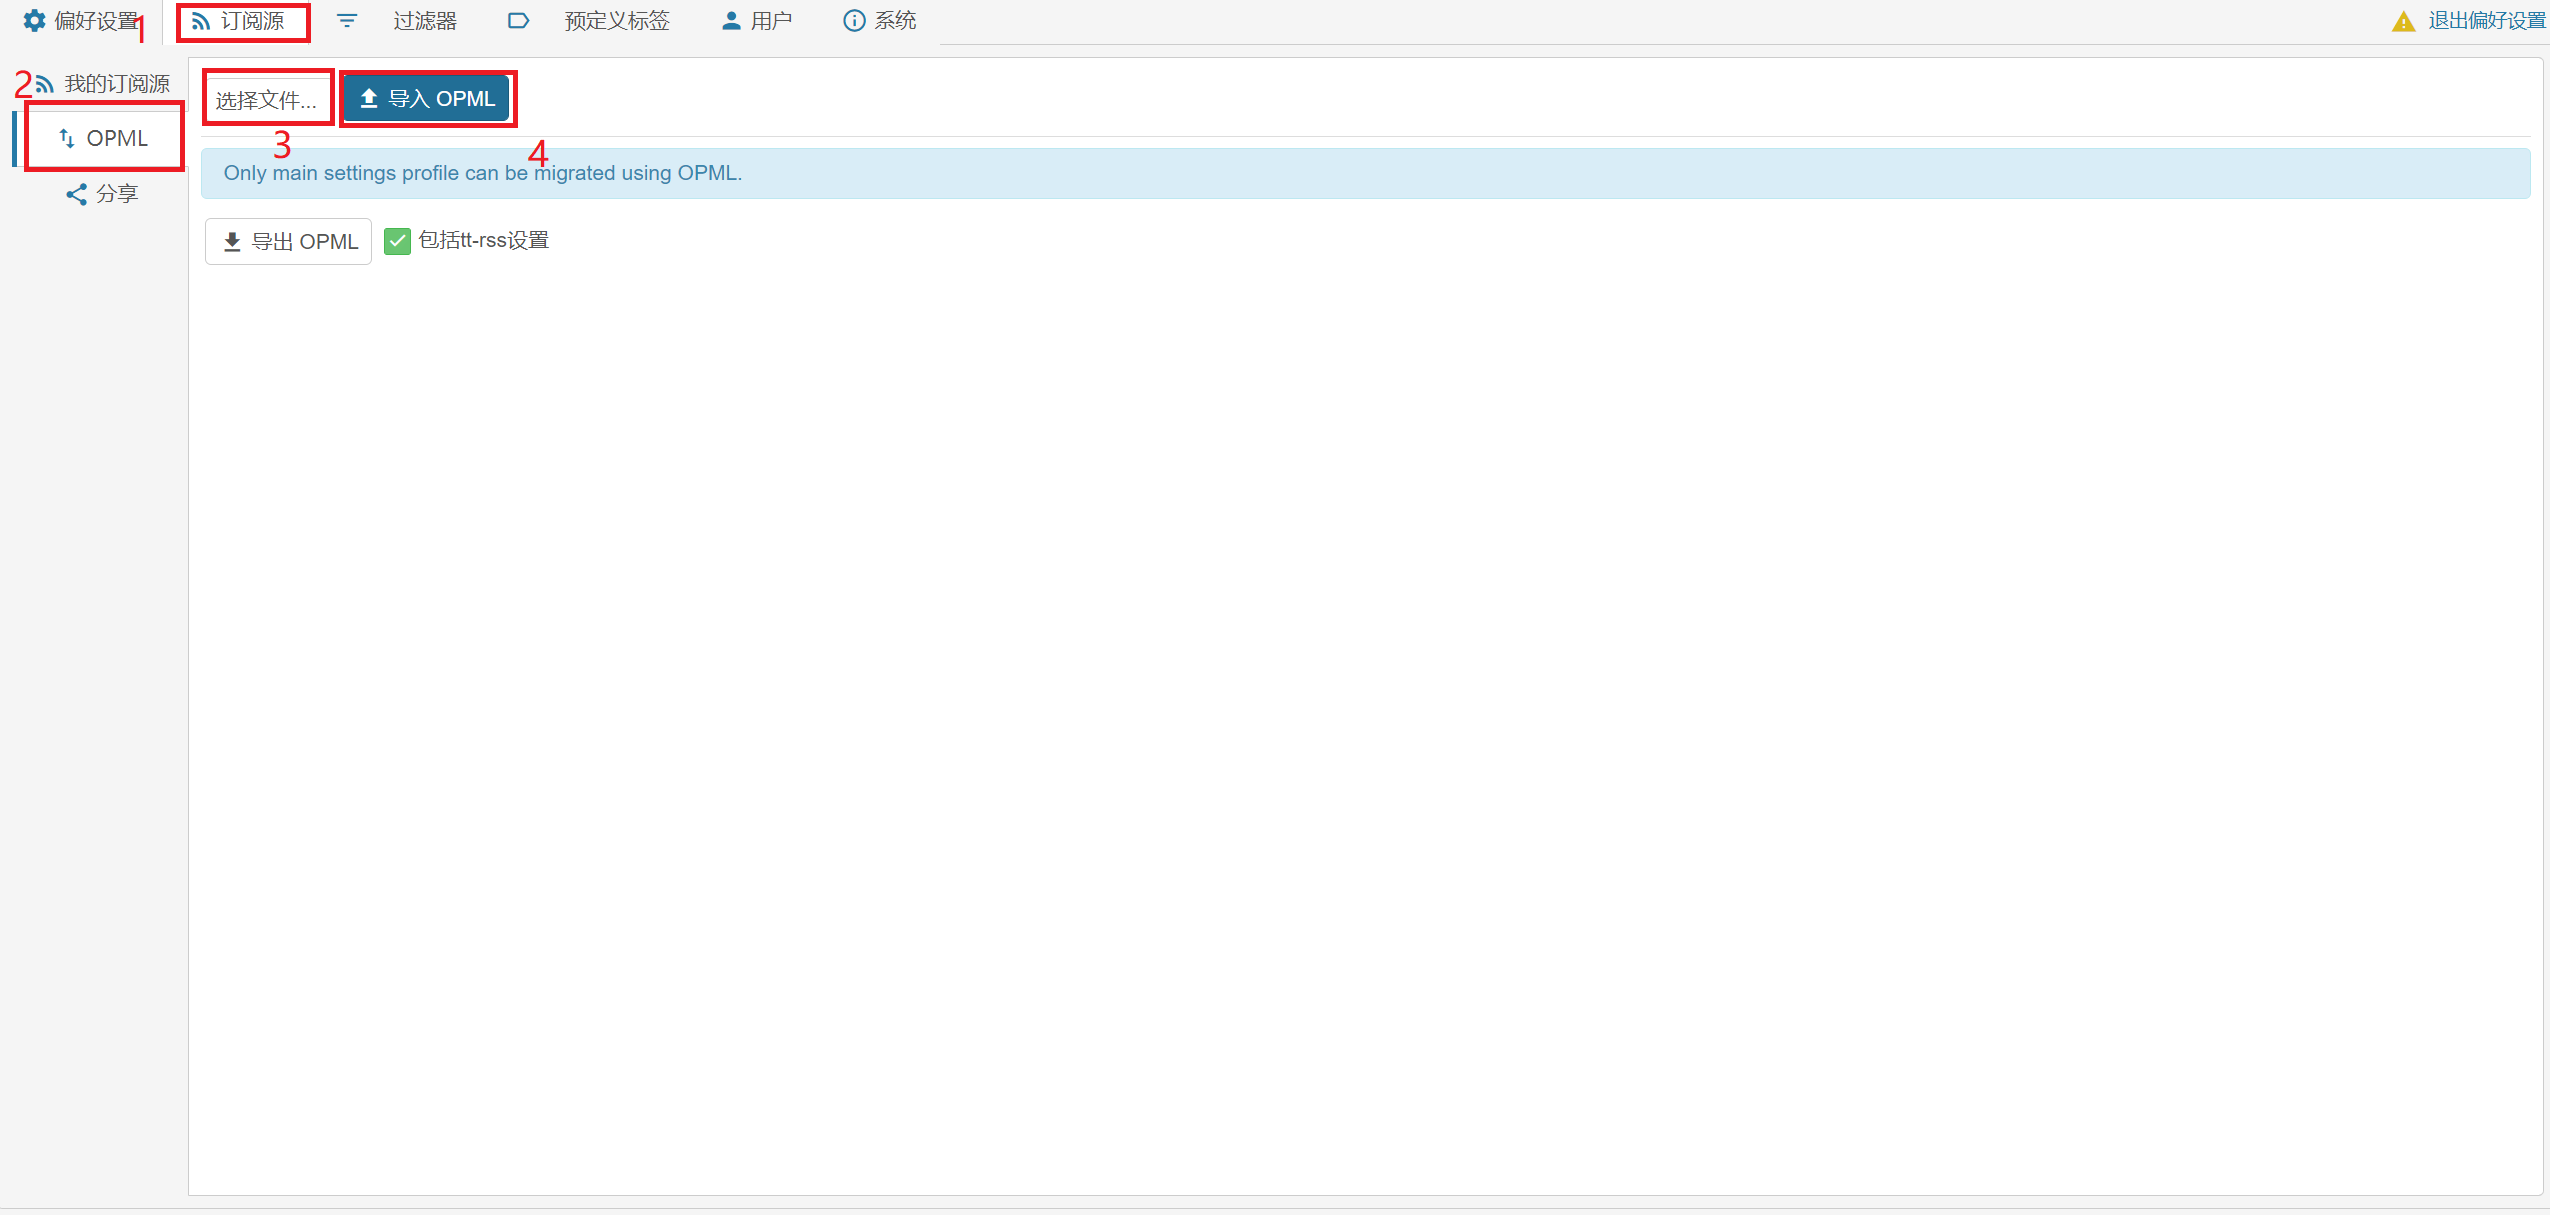 偏好设置 1 订阅源 过滤器 预定义标签 用户 系统 退出偏好设置
2 我的订阅源
OPML
分享
选择文件... 导入 OPML
3 4
Only main settings profile can be migrated using OPML.
导出 OPML 包括tt-rss设置